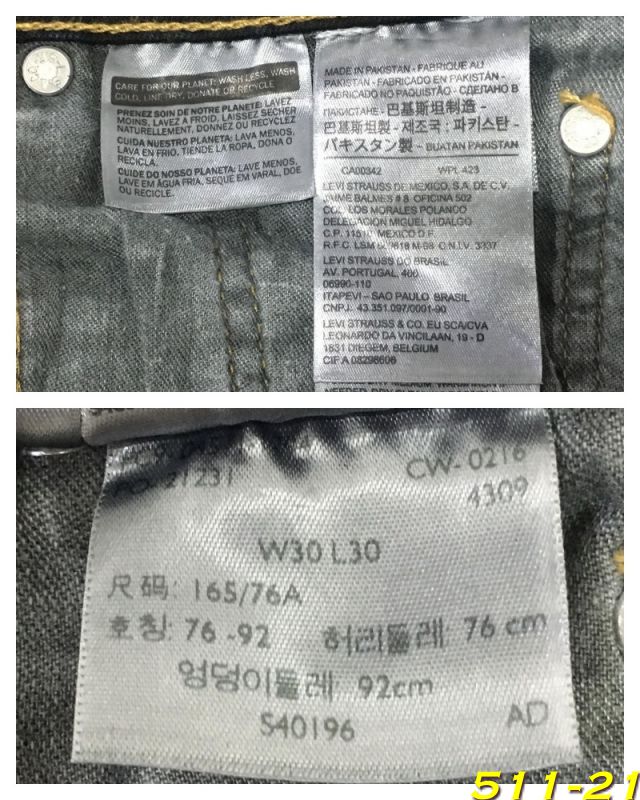 CARE FOR OUR PLANET: WASH LESS, WASH
COLD, LINE DRY, DONATE OR RECYCLE
PRENEZ SOIN DE NOTRE PLANETE: LAVEZ
MOINS, LAVEZ À FROID, LAISSEZ SÉCHER
NATURELLEMENT, DONNEZ OU RECYCLEZ
CUIDA NUESTRO PLANETA: LAVA MENOS,
LAVA EN FRIO, TIENDE LA ROPA, DONA O
RECICLA.
CUIDE DO NOSSO PLANETA: LAVE MENOS,
LAVE EM ÁGUA FRIA, SEQUE EM VARAL, DOE
OU RECICLE.
MADE IN PAKISTAN - FABRIQUE AU
PAKISTAN - FABRICADO EN PAKISTÁN -
FABRICADO NO PAQUISTÃO - СДЕЛАНО В
ПАКИСТАНЕ - 巴基斯坦制造 -
巴基斯坦製 - 제조국 : 파키스탄 -
パキスタン製 - BUATAN PAKISTAN
CA00342 WPL 423
LEVI STRAUSS DE MEXICO, S.A. DE C.V.
JAIME BALMES # 8 OFICINA 502
COL. LOS MORALES POLANCO
DELEGACION MIGUEL HIDALGO
C.P. MEXICO D.F.
R.F.C. LSM
LEVI STRAUSS DO BRASIL
AV. PORTUGAL, 400
06990-110
ITAPEVI - SAO PAULO BRASIL
CNPJ. 43.351.097/0001-90
LEVI STRAUSS & CO. EU SCA/CVA
LEONARDO DA VINCILAAN, 19 - D
1831 DIEGEM, BELGIUM
CIF A 08298606
CW- 0216
21231
4309
W30 L30
尺码: 165/76A
호칭: 76 -92 허리둘레: 76 cm
엉덩이둘레 92cm
S40196 AD
511-21